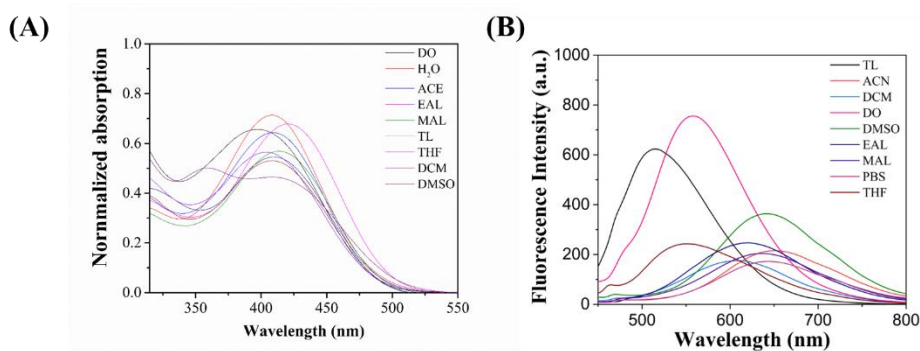 (A)
Normalized absorption
1.0
0.8
0.6
0.4
0.2
0.0
350
400
450
500
550
Wavelength (nm)
DO
H₂O
ACE
EAL
MAL
TL
THF
DCM
DMSO
(B)
Fluorescence Intensity (a.u.)
1000
800
600
400
200
0
500
600
700
800
Wavelength (nm)
TL
ACN
DCM
DO
DMSO
EAL
MAL
PBS
THF